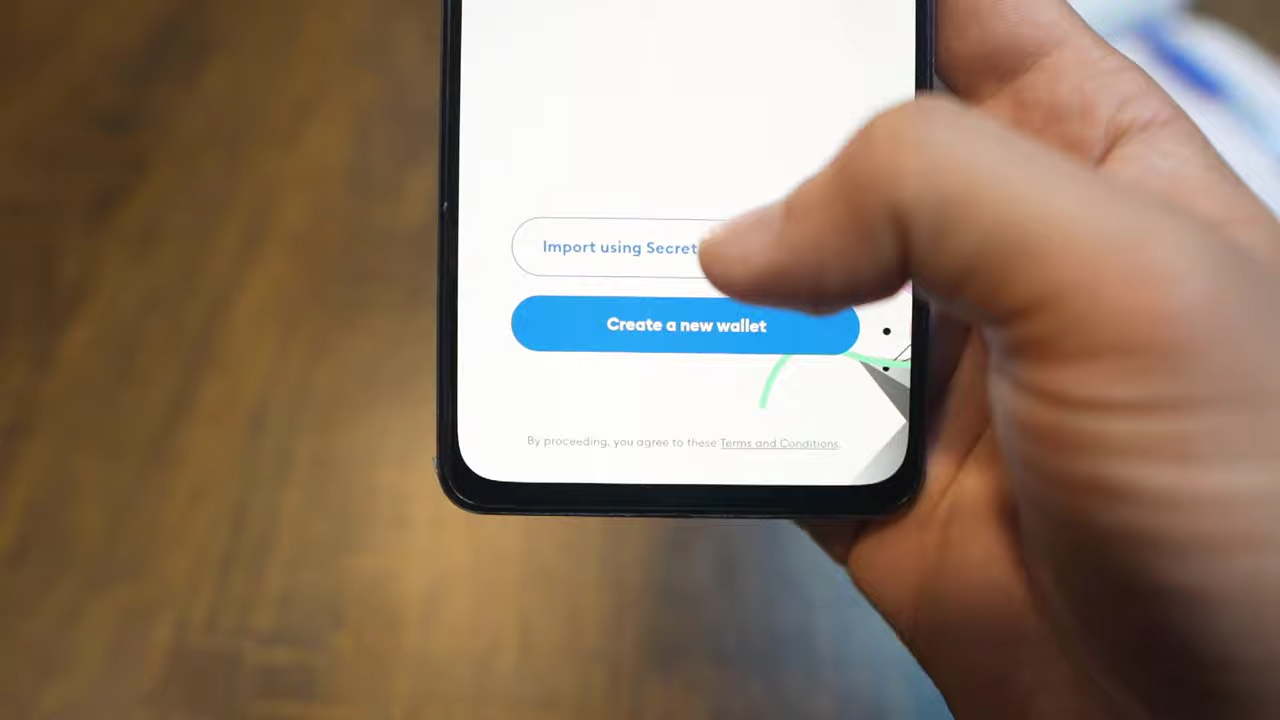 Import using Secret
Create a new wallet
By proceeding, you agree to these Terms and Conditions.